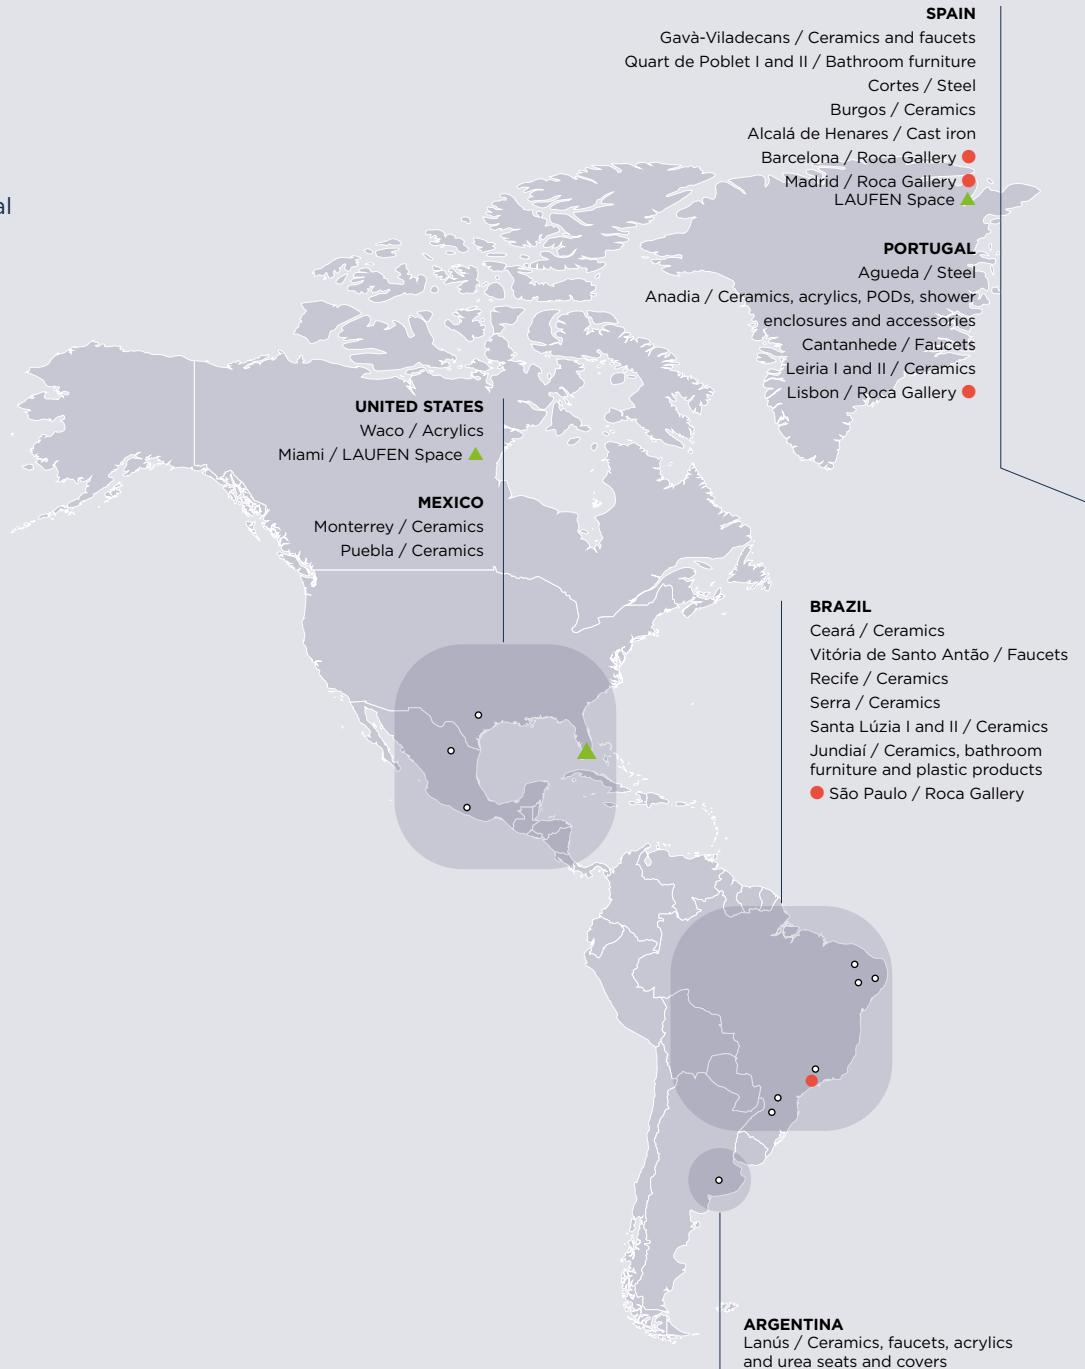 SPAIN
Gavà-Viladecans / Ceramics and faucets
Quart de Poblet I and II / Bathroom furniture
Cortes / Steel
Burgos / Ceramics
Alcalá de Henares / Cast iron
Barcelona / Roca Gallery
Madrid / Roca Gallery
LAUFEN Space
al
PORTUGAL
Agueda / Steel
Anadia / Ceramics, acrylics, PODs, shower
enclosures and accessories
Cantanhede / Faucets
Leiria I and II / Ceramics
Lisbon / Roca Gallery
UNITED STATES
Waco / Acrylics
Miami / LAUFEN Space
MEXICO
Monterrey / Ceramics
Puebla / Ceramics
BRAZIL
Ceará / Ceramics
Vitória de Santo Antão / Faucets
Recife / Ceramics
Serra / Ceramics
Santa Lúzia I and II / Ceramics
Jundiaí / Ceramics, bathroom
furniture and plastic products
São Paulo / Roca Gallery
ARGENTINA
Lanús / Ceramics, faucets, acrylics
and urea seats and covers